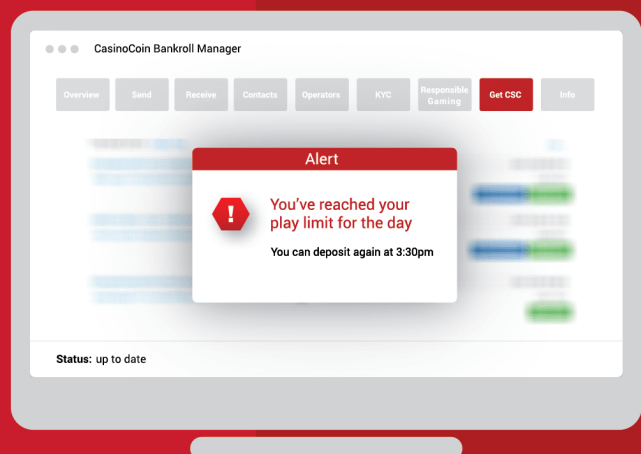 CasinoCoin Bankroll Manager
Overview Send Receive Contacts Operators KYC Responsible Gaming Get CSC Info
Alert
!
You've reached your
play limit for the day
You can deposit again at 3:30pm
Status: up to date